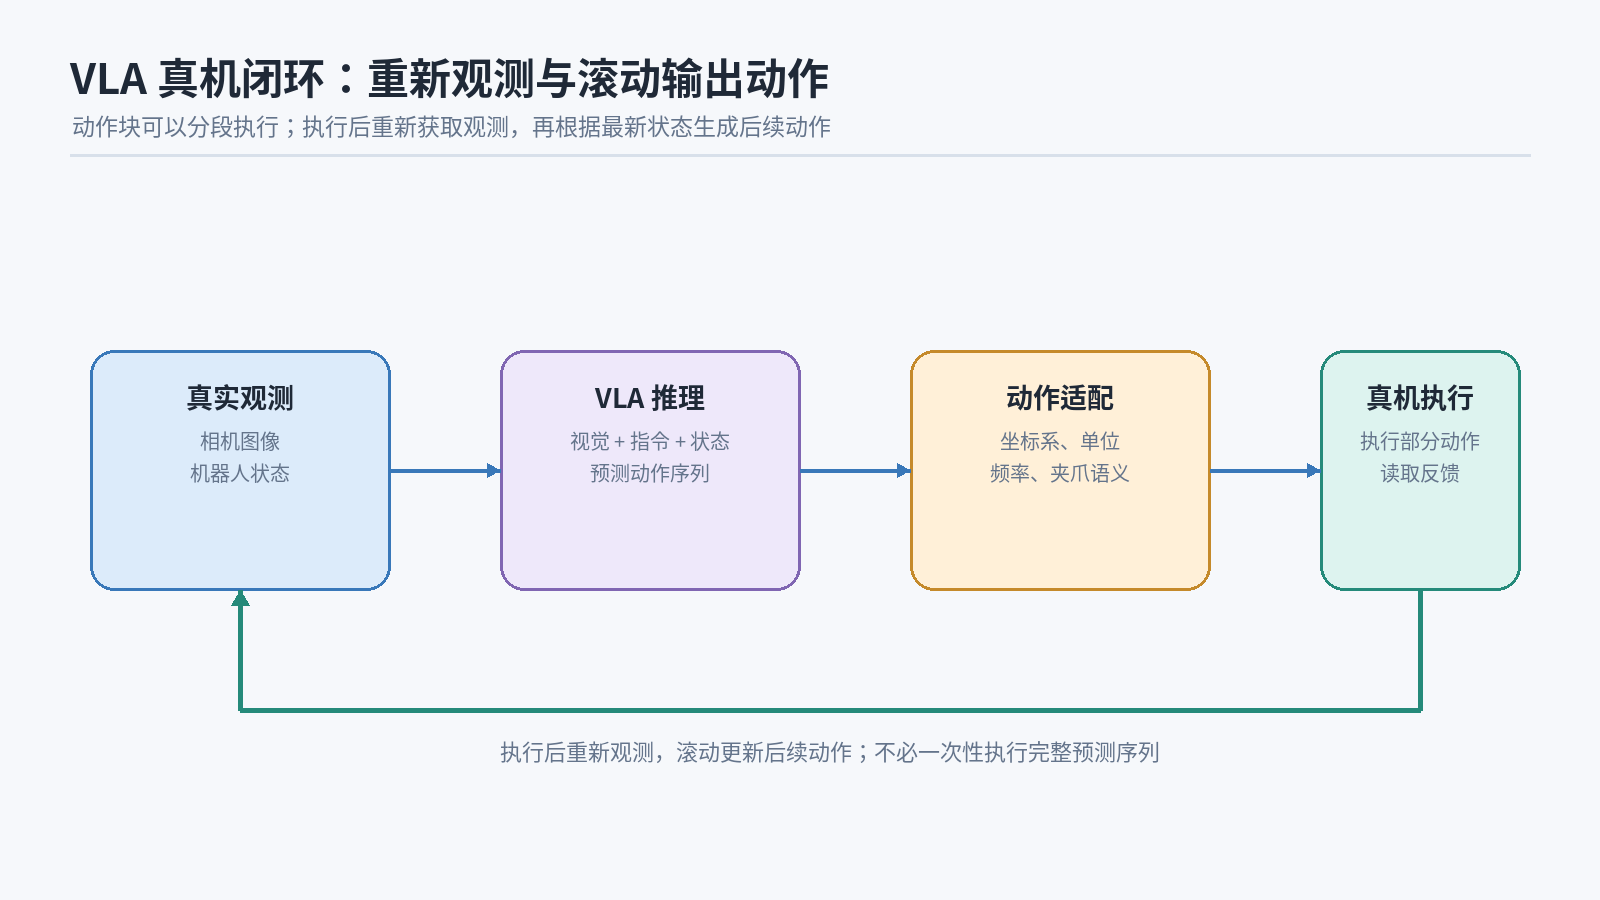 VLA 真机闭环：重新观测与滚动输出动作
动作块可以分段执行；执行后重新获取观测，再根据最新状态生成后续动作
真实观测
相机图像
机器人状态
VLA 推理
视觉 + 指令 + 状态
预测动作序列
动作适配
坐标系、单位
频率、夹爪语义
真机执行
执行部分动作
读取反馈
执行后重新观测，滚动更新后续动作；不必一次性执行完整预测序列